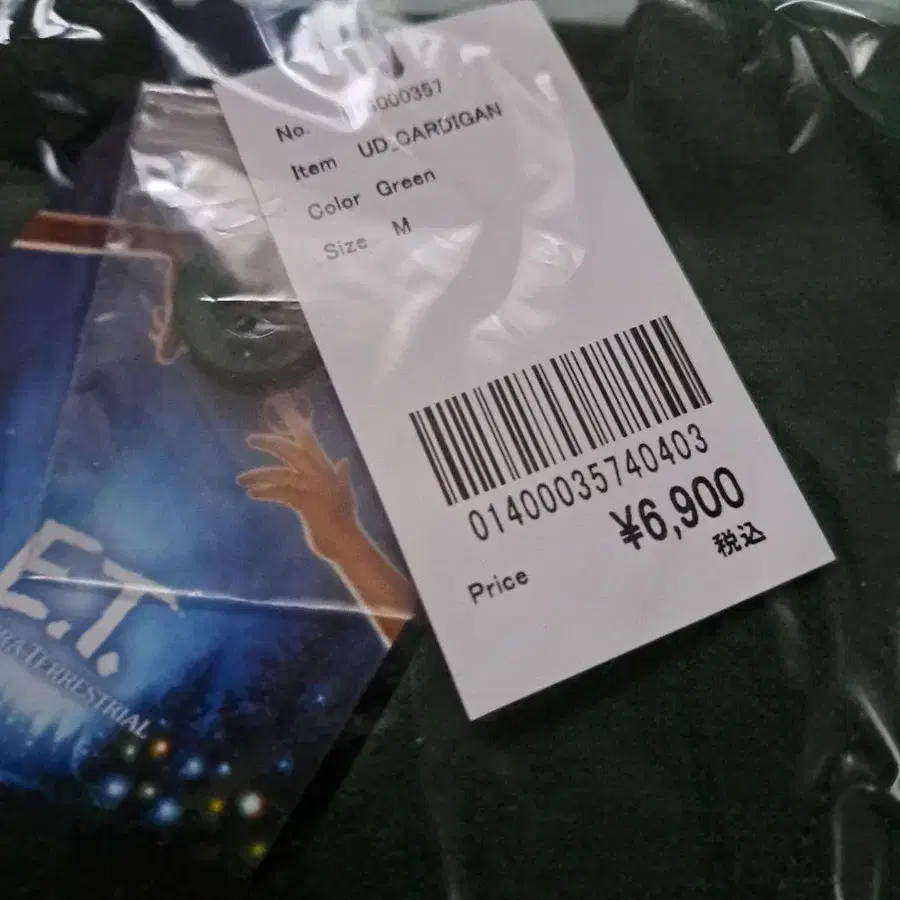 No.
Item UD_CARDIGAN
Color Green
Size M
01400035740403
¥6,900
税込
Price
E.T.
TERRESTRIAL